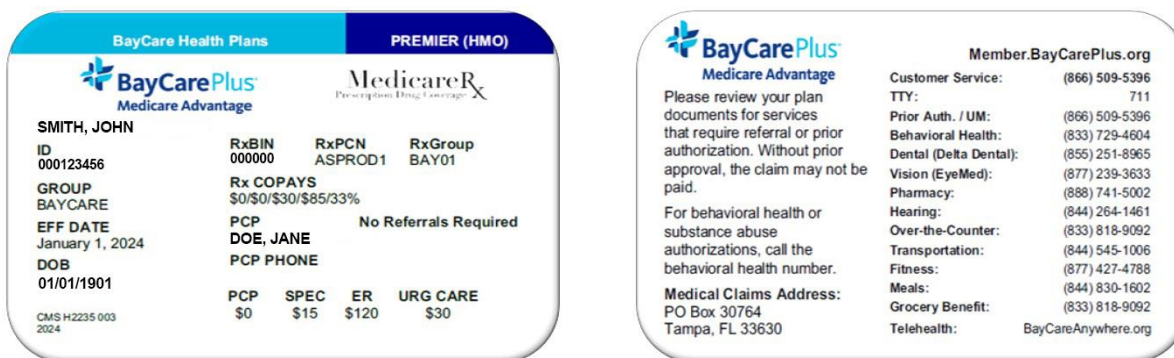 BayCare Health Plans PREMIER (HMO)
BayCarePlus
Medicare Advantage
MedicareRx
Prescription Drug Coverage
SMITH, JOHN
ID
000123456
GROUP
BAYCARE
EFF DATE
January 1, 2024
DOB
01/01/1901
CMS H2235 003
2024
RxBIN RxPCN RxGroup
000000 ASPROD1 BAY01
Rx COPAYS
$0/$0/$30/$85/33%
PCP No Referrals Required
DOE, JANE
PCP PHONE
PCP SPEC ER URG CARE
$0 $15 $120 $30
BayCarePlus
Medicare Advantage
Please review your plan
documents for services
that require referral or prior
authorization. Without prior
approval, the claim may not be
paid.
For behavioral health or
substance abuse
authorizations, call the
behavioral health number.
Medical Claims Address:
PO Box 30764
Tampa, FL 33630
Member.BayCarePlus.org
Customer Service: (866) 509-5396
TTY: 711
Prior Auth. / UM: (866) 509-5396
Behavioral Health: (833) 729-4604
Dental (Delta Dental): (855) 251-8965
Vision (EyeMed): (877) 239-3633
Pharmacy: (888) 741-5002
Hearing: (844) 264-1461
Over-the-Counter: (833) 818-9092
Transportation: (844) 545-1006
Fitness: (877) 427-4788
Meals: (844) 830-1602
Grocery Benefit: (833) 818-9092
Telehealth: BayCareAnywhere.org